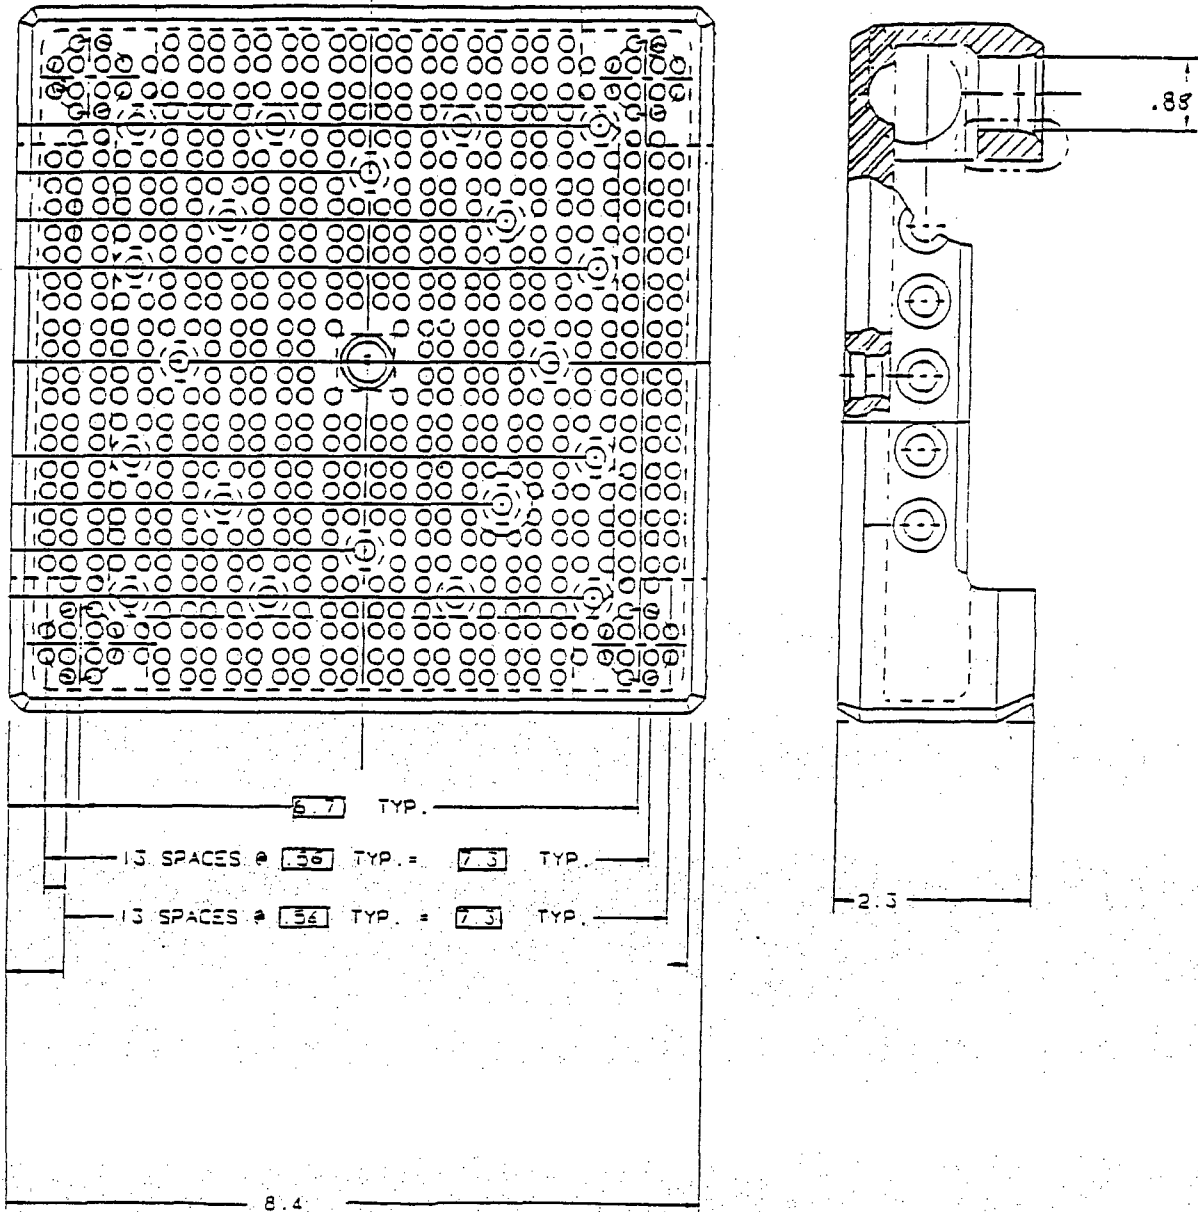 .88
6.7 TYP.
13 SPACES @ .56 TYP.= 7.3 TYP.
13 SPACES @ .56 TYP. = 7.3 TYP.
2.3
8.4